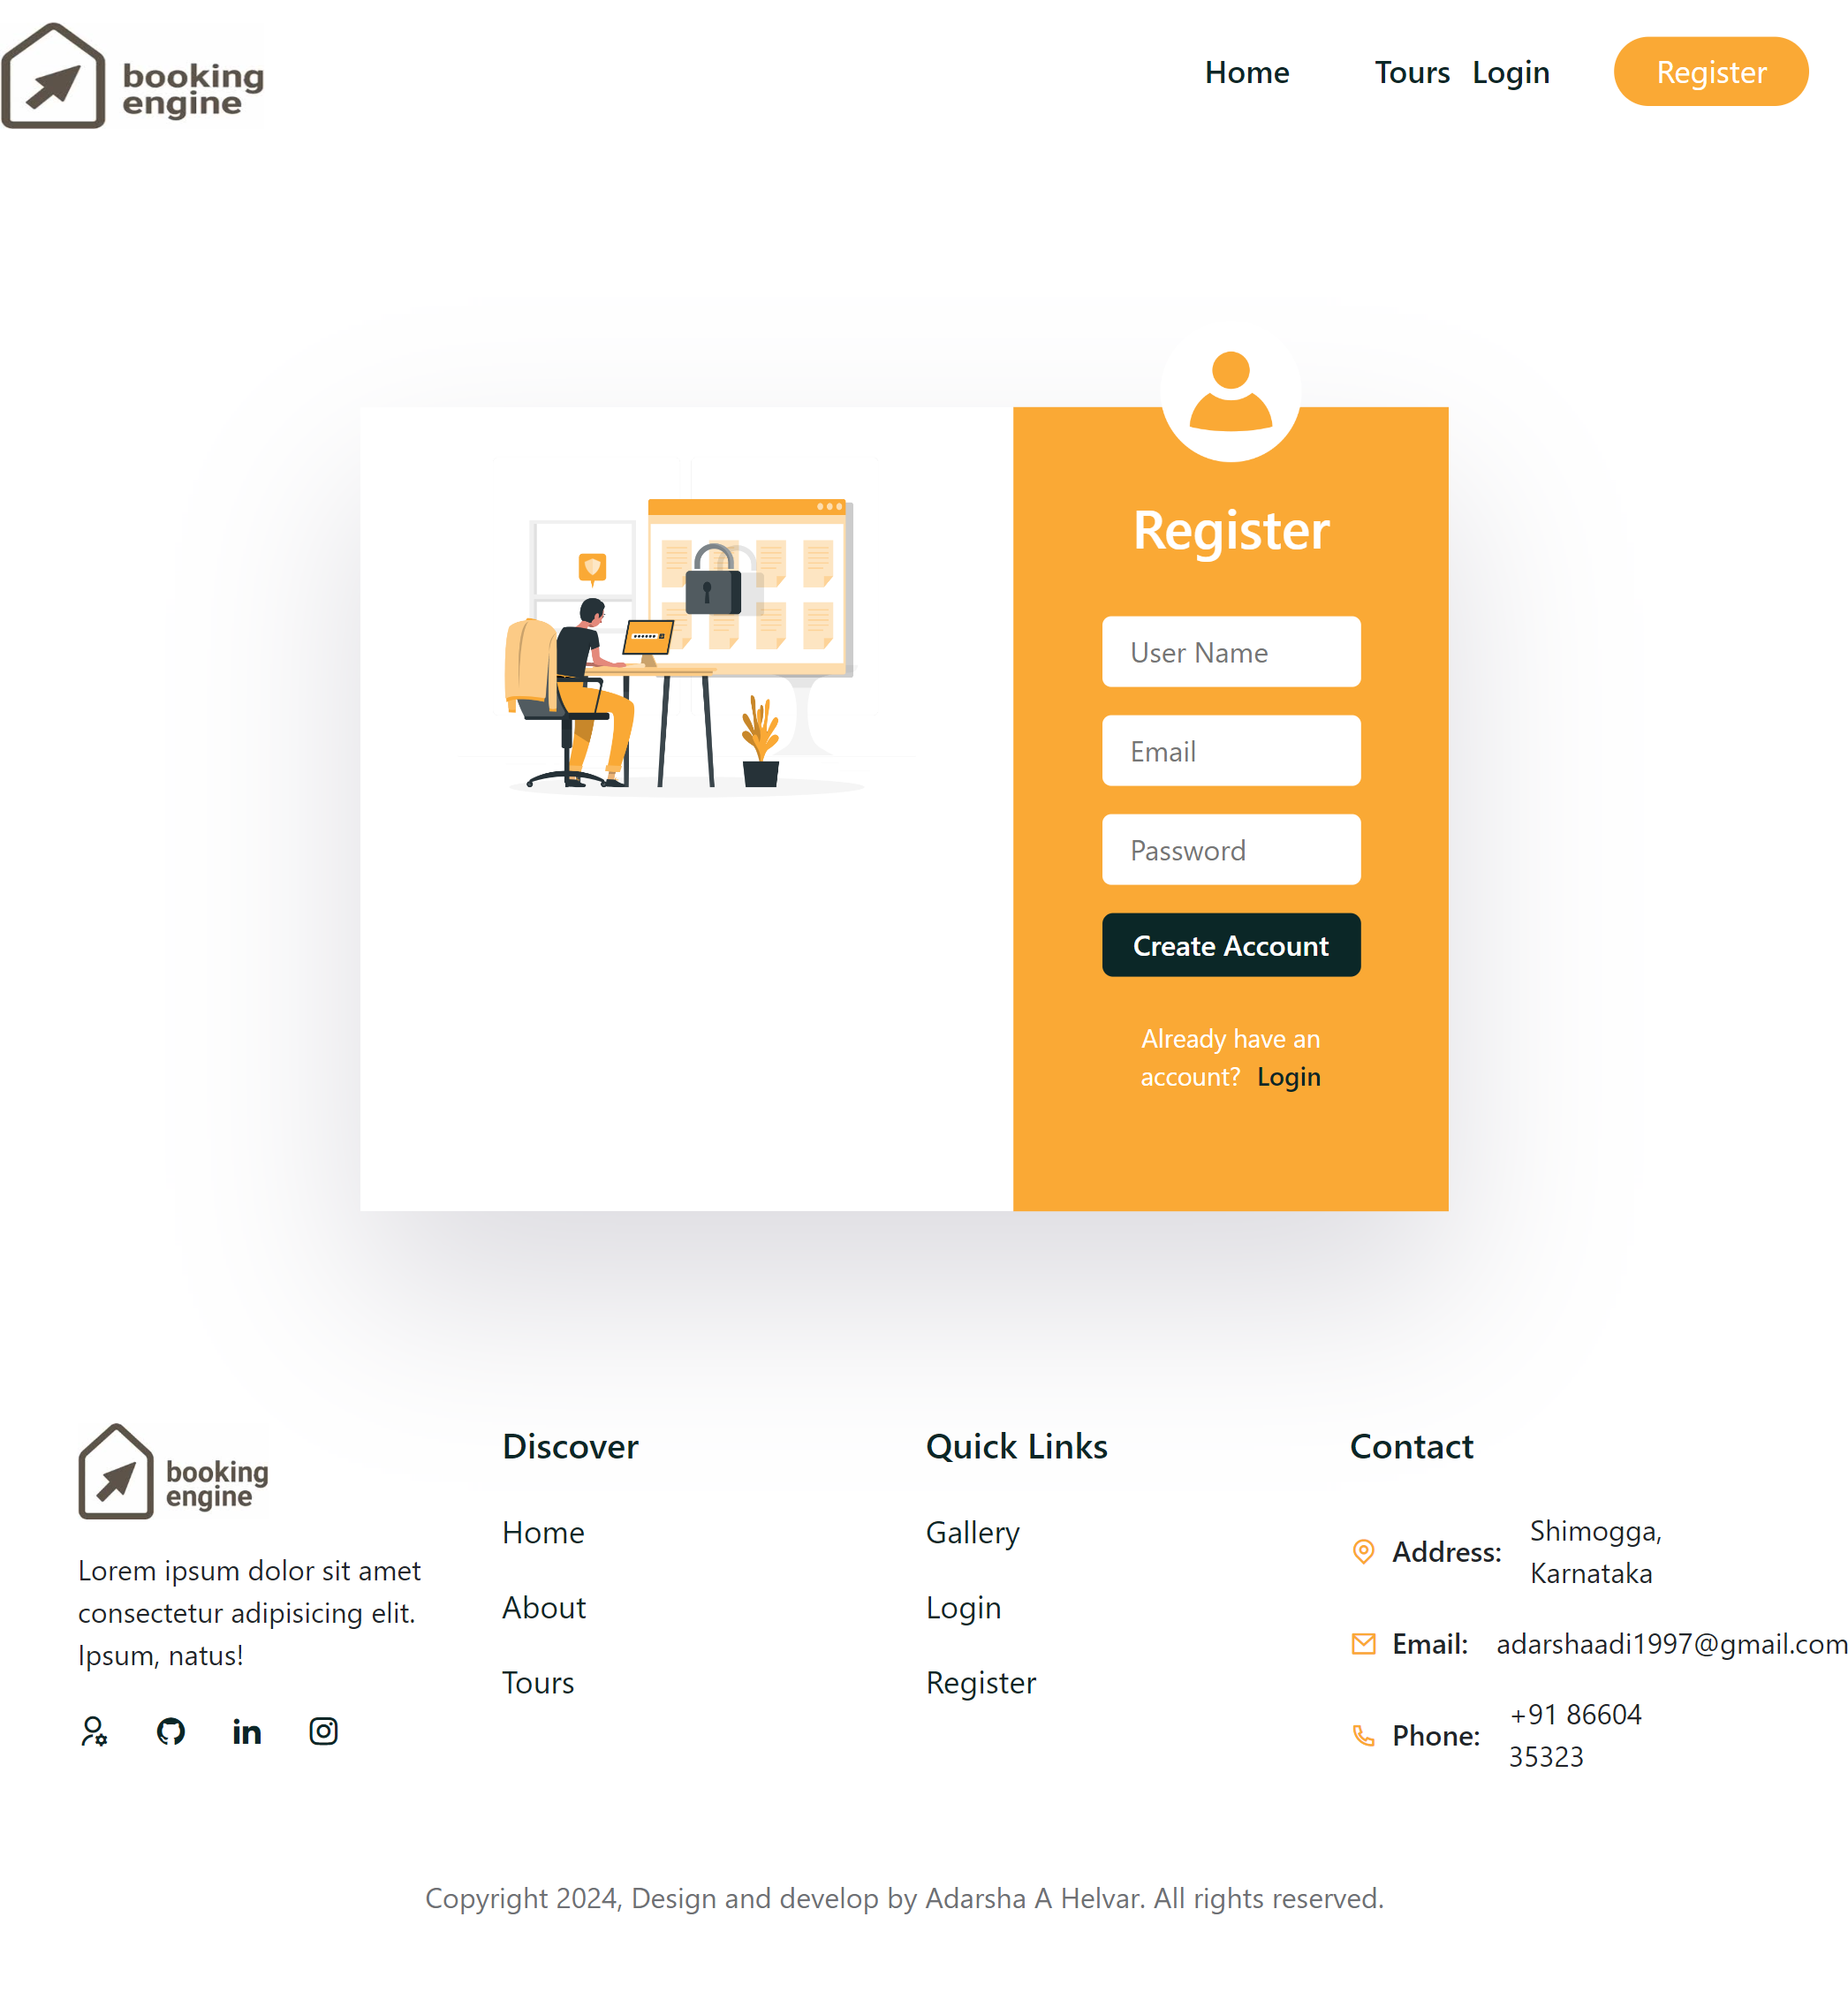 booking
engine
Home Tours Login Register
Register
User Name
Email
Password
Create Account
Already have an
account? Login
booking
engine
Lorem ipsum dolor sit amet
consectetur adipisicing elit.
Ipsum, natus!
Discover
Home
About
Tours
Quick Links
Gallery
Login
Register
Contact
Address: Shimogga,
Karnataka
Email: adarshaadi1997@gmail.com
Phone: +91 86604
35323
Copyright 2024, Design and develop by Adarsha A Helvar. All rights reserved.